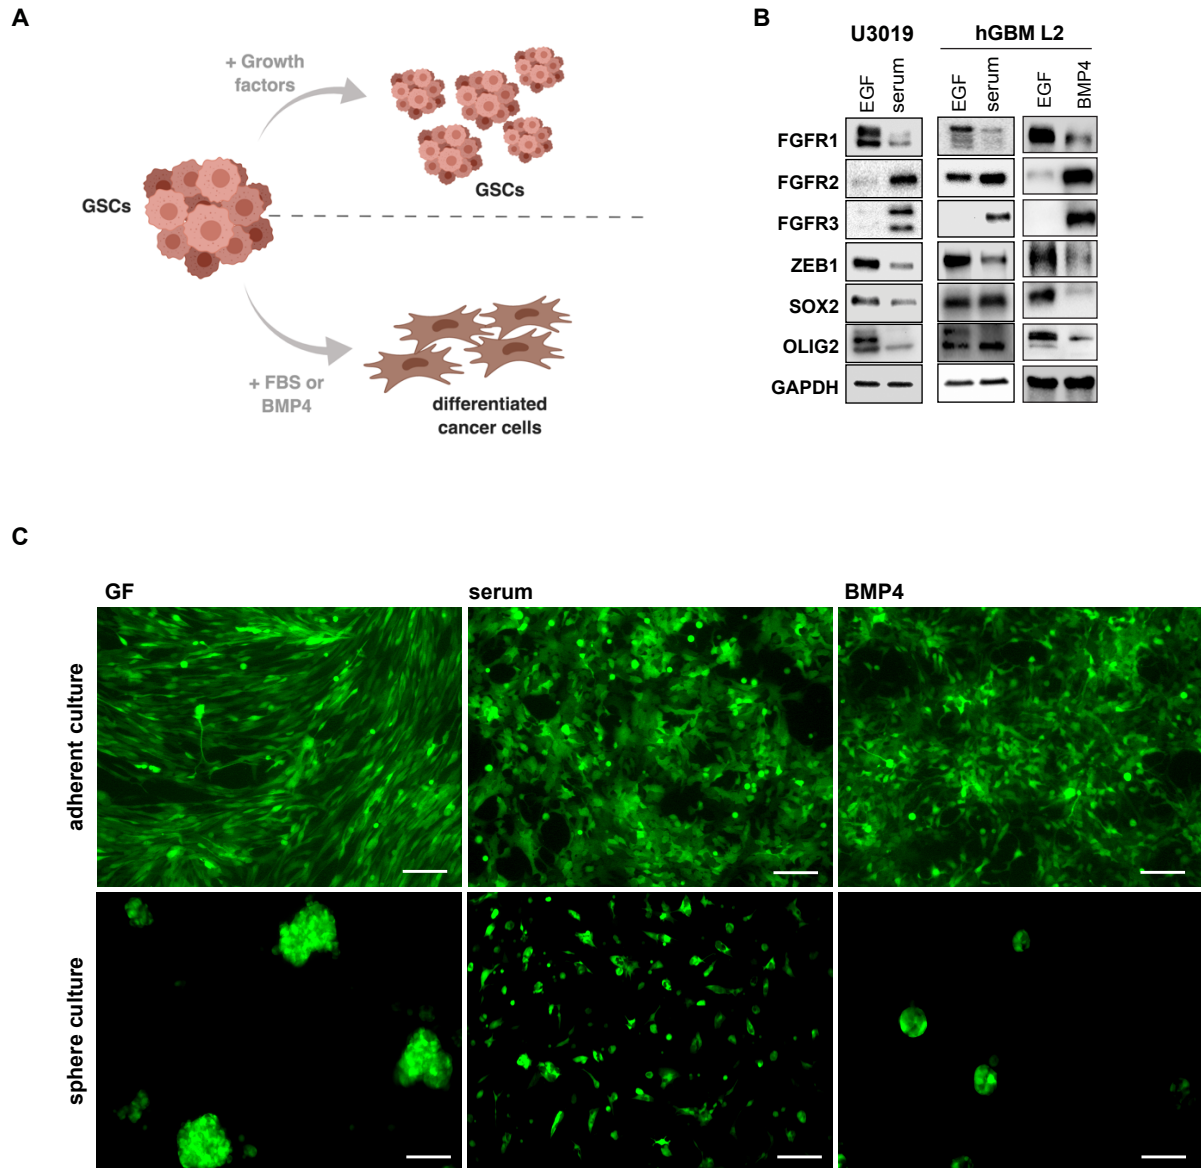 A
+ Growth
factors
GSCs
GSCs
+ FBS or
BMP4
differentiated
cancer cells
B
U3019
hGBM L2
EGF
serum
EGF
serum
EGF
BMP4
FGFR1
FGFR2
FGFR3
ZEB1
SOX2
OLIG2
GAPDH
C
GF
serum
BMP4
adherent culture
sphere culture